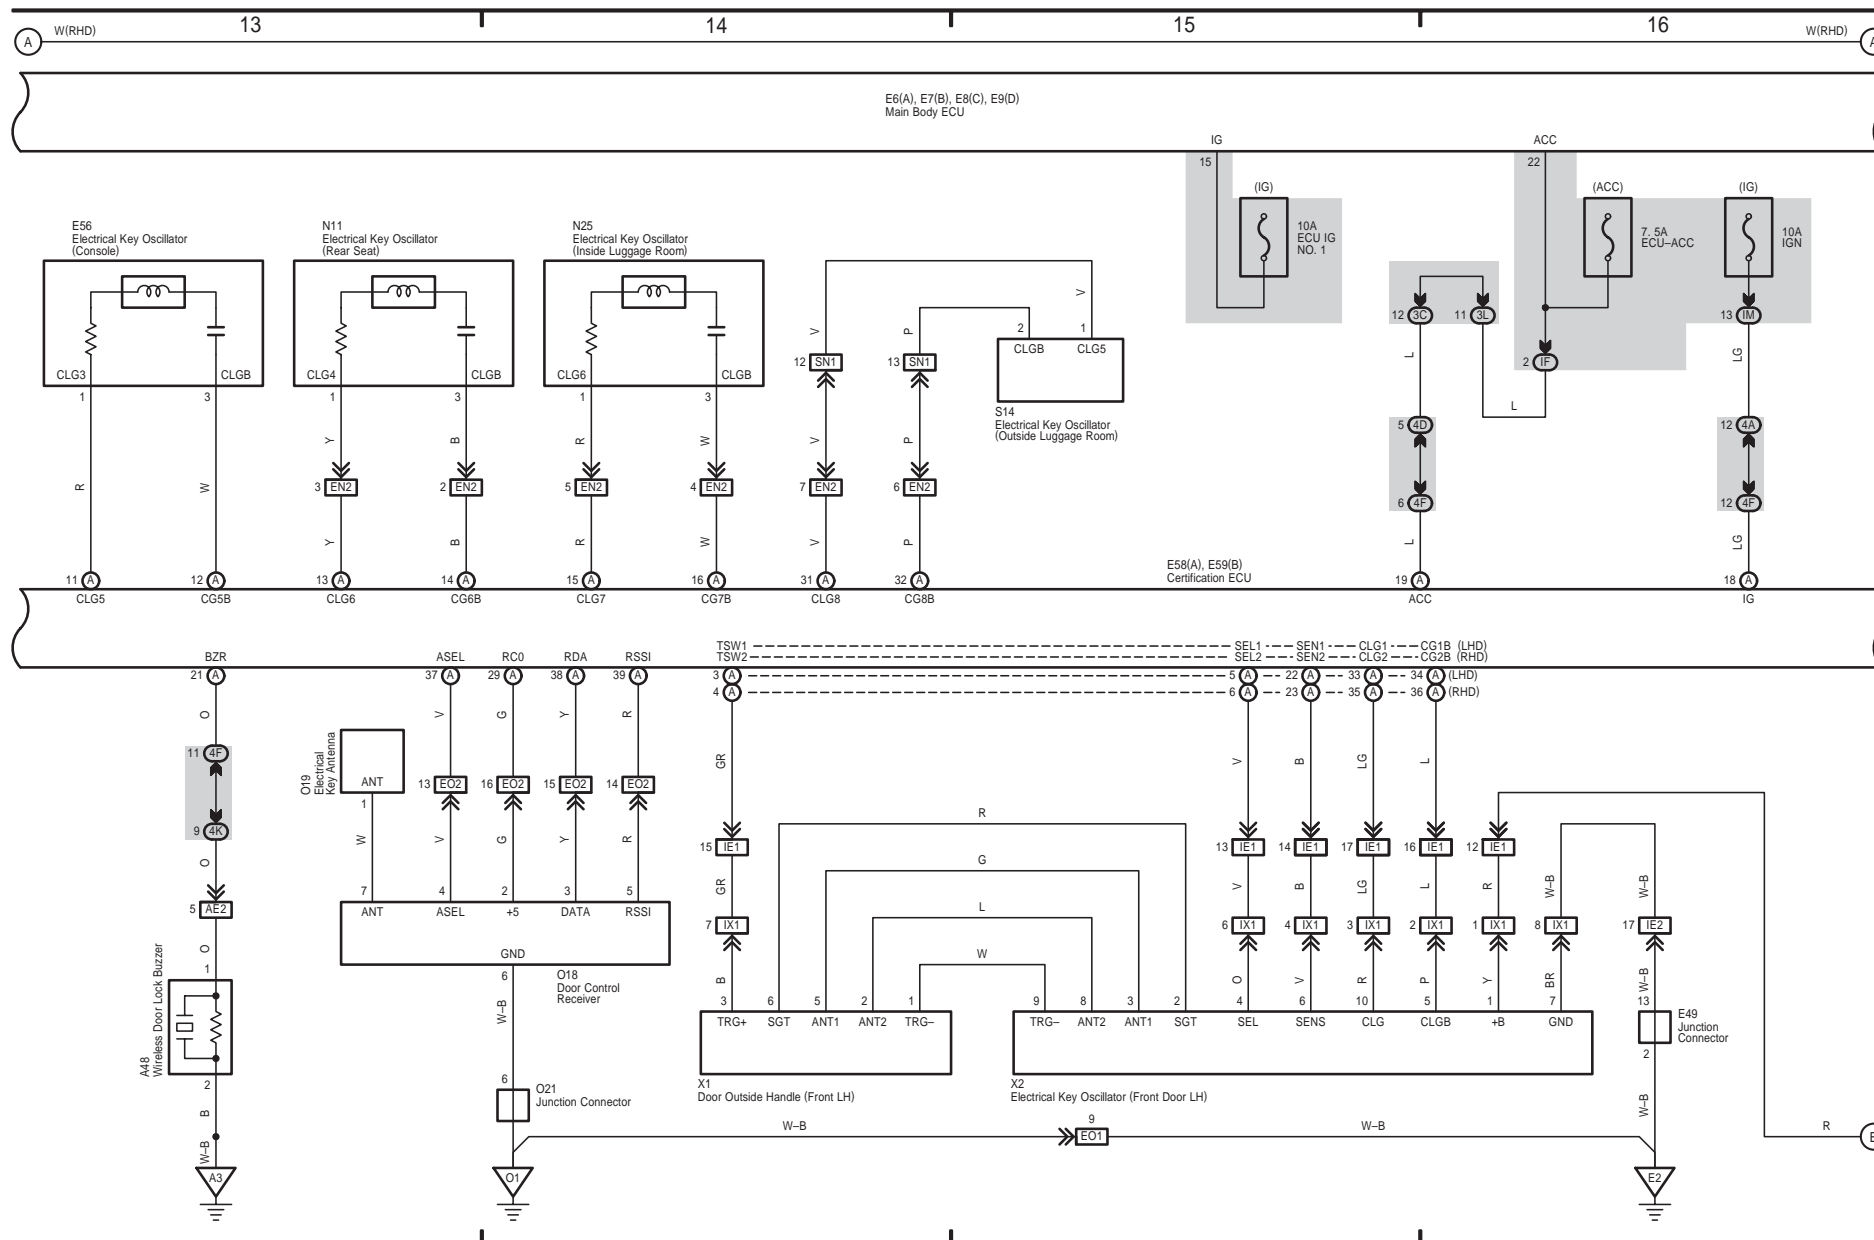 13 14 15 16
A W(RHD) W(RHD)
E6(A), E7(B), E8(C), E9(D)
Main Body ECU
IG ACC
15 22
(IG) (ACC) (IG)
10A
ECU IG
NO. 1
7. 5A
ECU–ACC
10A
IGN
E56
Electrical Key Oscillator
(Console)
N11
Electrical Key Oscillator
(Rear Seat)
N25
Electrical Key Oscillator
(Inside Luggage Room)
CLG3 CLGB CLG4 CLGB CLG6 CLGB
1 3 1 3 1 3
V P V
12 SN1 13 SN1
2 1
CLGB CLG5
S14
Electrical Key Oscillator
(Outside Luggage Room)
12 3C 11 3L 13 IM
2 IF
L L LG
5 4D 12 4A
6 4F 12 4F
R W Y B R W V P
3 EN2 2 EN2 5 EN2 4 EN2 7 EN2 6 EN2
Y B R W V P L LG
E58(A), E59(B)
Certification ECU
11 A 12 A 13 A 14 A 15 A 16 A 31 A 32 A 19 A 18 A
CLG5 CG5B CLG6 CG6B CLG7 CG7B CLG8 CG8B ACC IG
TSW1 SEL1 SEN1 CLG1 CG1B (LHD)
BZR ASEL RC0 RDA RSSI TSW2 SEL2 SEN2 CLG2 CG2B (RHD)
21 A 37 A 29 A 38 A 39 A 3 A 5 A 22 A 33 A 34 A (LHD)
4 A 6 A 23 A 35 A 36 A (RHD)
O V G Y R GR V B LG L
11 4F
9 4K
O
5 AE2
O
1
A48
Wireless Door Lock Buzzer
2
B
W–B
A3
O19
Electrical
Key Antenna
ANT
1
W
13 EO2 16 EO2 15 EO2 14 EO2
V G Y R
7 4 2 3 5
ANT ASEL +5 DATA RSSI
GND
6
O18
Door Control
Receiver
W–B
6
O21
Junction Connector
O1
R
G
L
W
15 IE1 13 IE1 14 IE1 17 IE1 16 IE1 12 IE1
GR V B LG L R W–B W–B
7 IX1 6 IX1 4 IX1 3 IX1 2 IX1 1 IX1 8 IX1 17 IE2
B O V R P Y BR W–B
3 6 5 2 1 9 8 3 2 4 6 10 5 1 7 13
TRG+ SGT ANT1 ANT2 TRG– TRG– ANT2 ANT1 SGT SEL SENS CLG CLGB +B GND
E49
Junction
Connector
2
X1
Door Outside Handle (Front LH)
X2
Electrical Key Oscillator (Front Door LH)
W–B
W–B 9 EO1 W–B R
E2